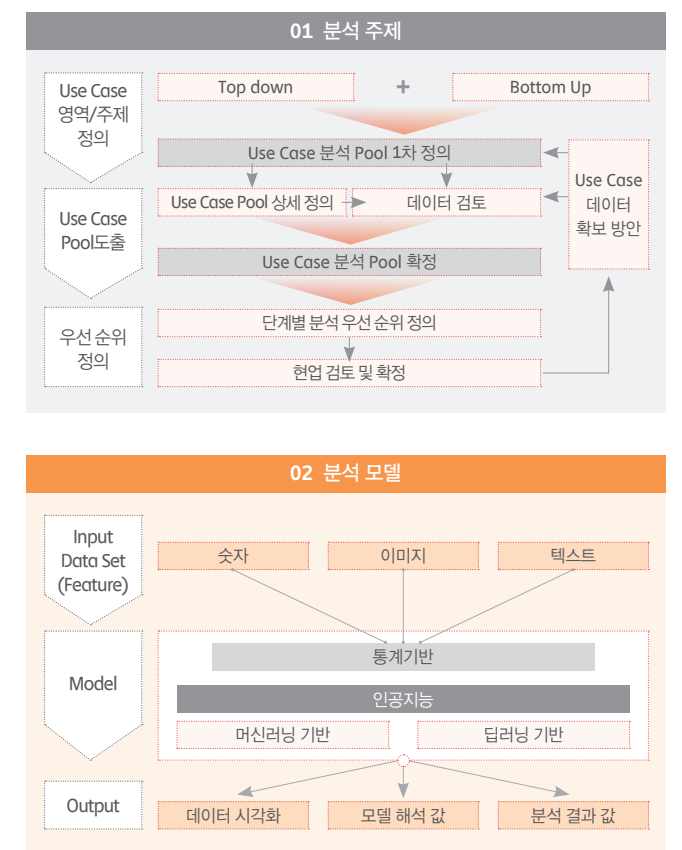 01 분석 주제
Use Case
영역/주제
정의
Top down
+
Bottom Up
Use Case 분석 Pool 1차 정의
Use Case
Pool도출
Use Case Pool 상세 정의
데이터 검토
Use Case
데이터
확보 방안
Use Case 분석 Pool 확정
우선 순위
정의
단계별 분석 우선 순위 정의
현업 검토 및 확정
02 분석 모델
Input
Data Set
(Feature)
숫자
이미지
텍스트
Model
통계기반
인공지능
머신러닝 기반
딥러닝 기반
Output
데이터 시각화
모델 해석 값
분석 결과 값